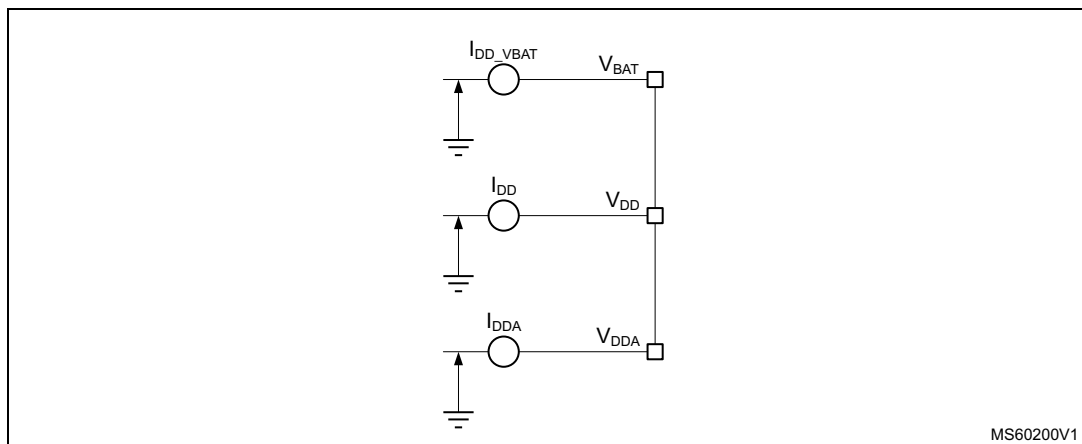 I_DD_VBAT
V_BAT
I_DD
V_DD
I_DDA
V_DDA
MS60200V1